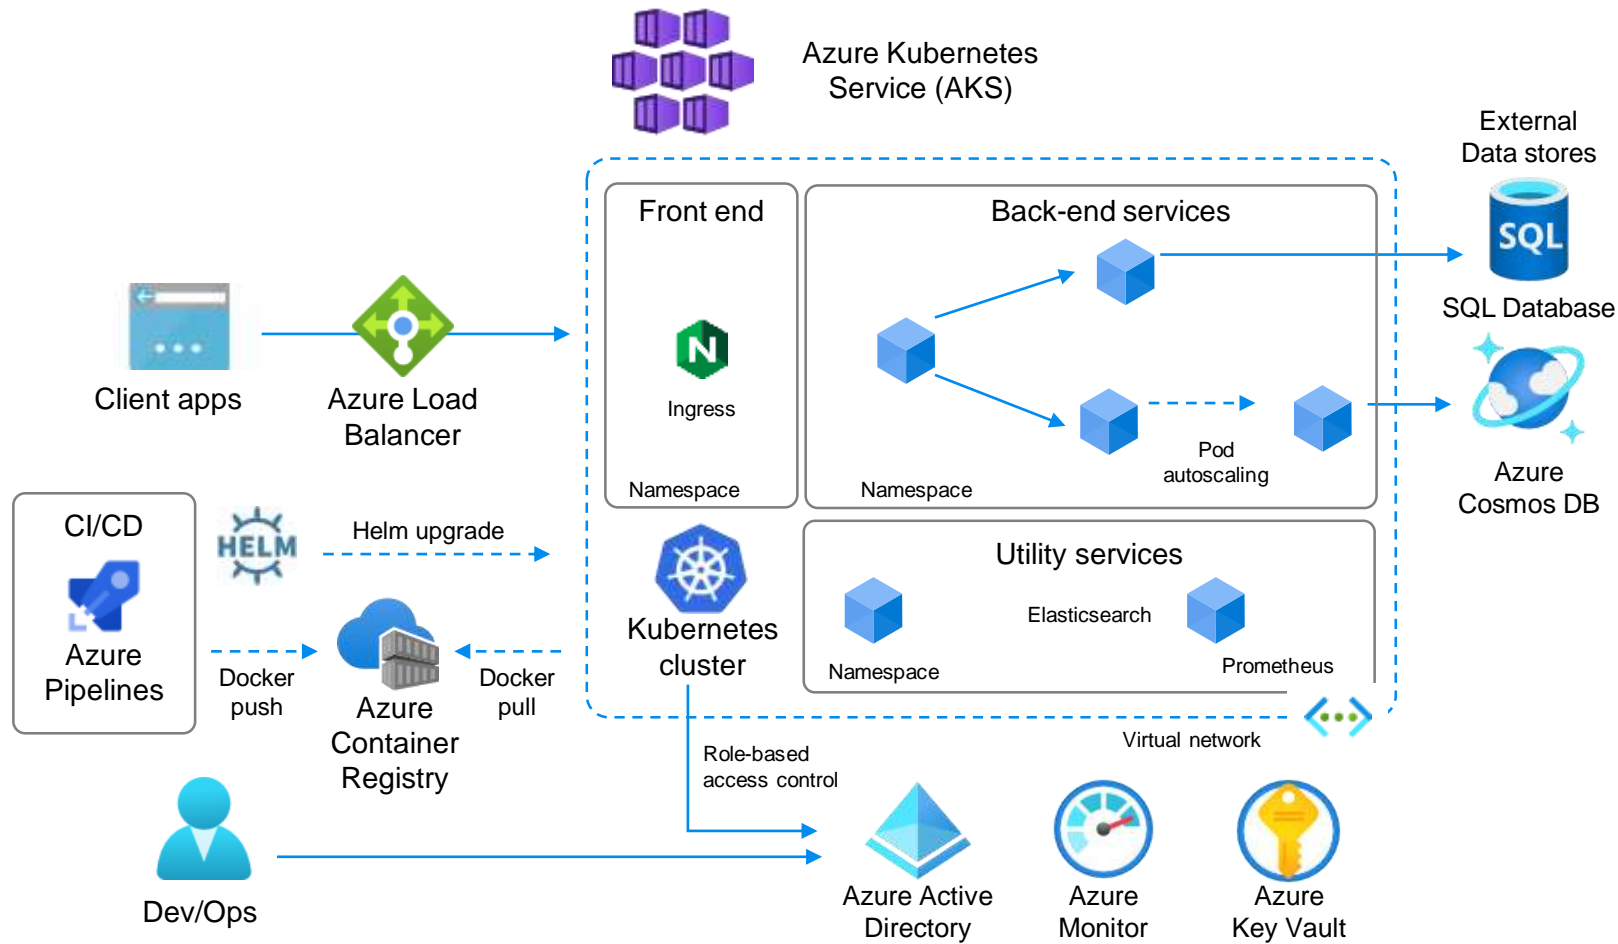 Azure Kubernetes
Service (AKS)
External
Data stores
Front end
Back-end services
SQL
SQL Database
N
Ingress
Client apps
Azure Load
Balancer
Pod
autoscaling
Namespace
Namespace
Azure
Cosmos DB
CI/CD
HELM
Helm upgrade
Utility services
Elasticsearch
Kubernetes
cluster
Namespace
Prometheus
Azure
Pipelines
Docker
push
Docker
pull
Azure
Container
Registry
Virtual network
Role-based
access control
Dev/Ops
Azure Active
Directory
Azure
Monitor
Azure
Key Vault